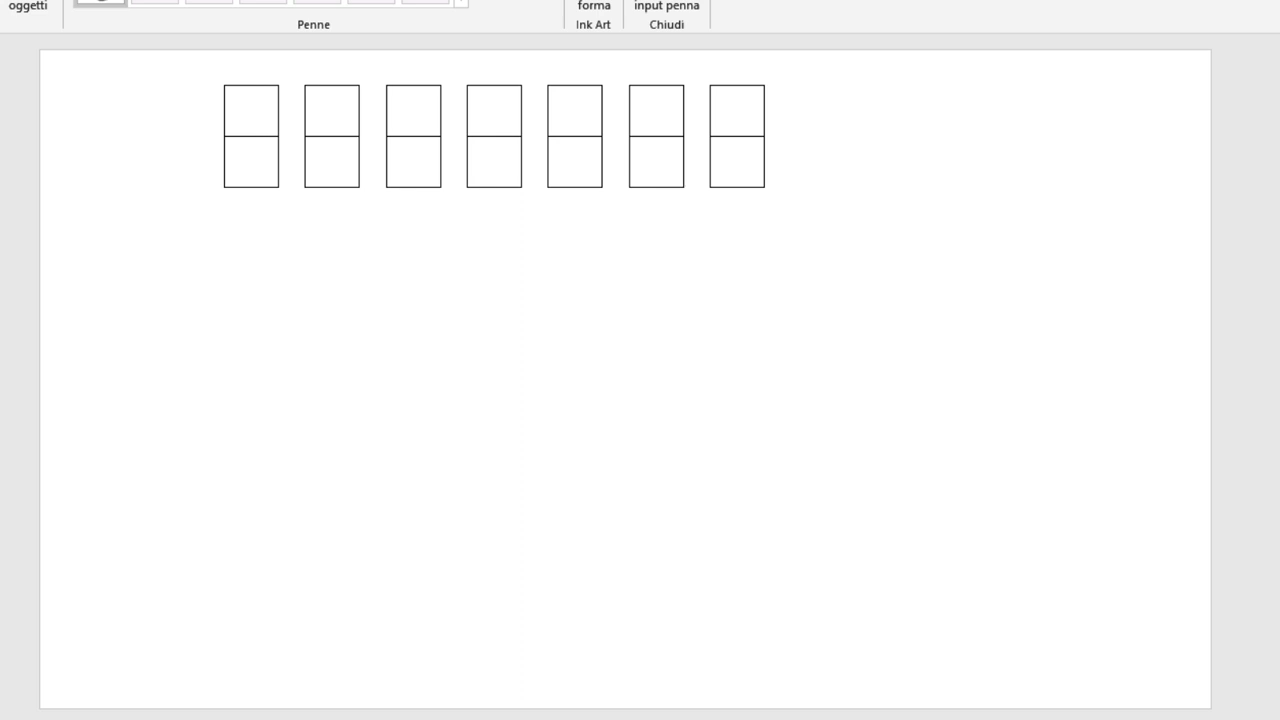 oggetti
forma
input penna
Penne
Ink Art
Chiudi